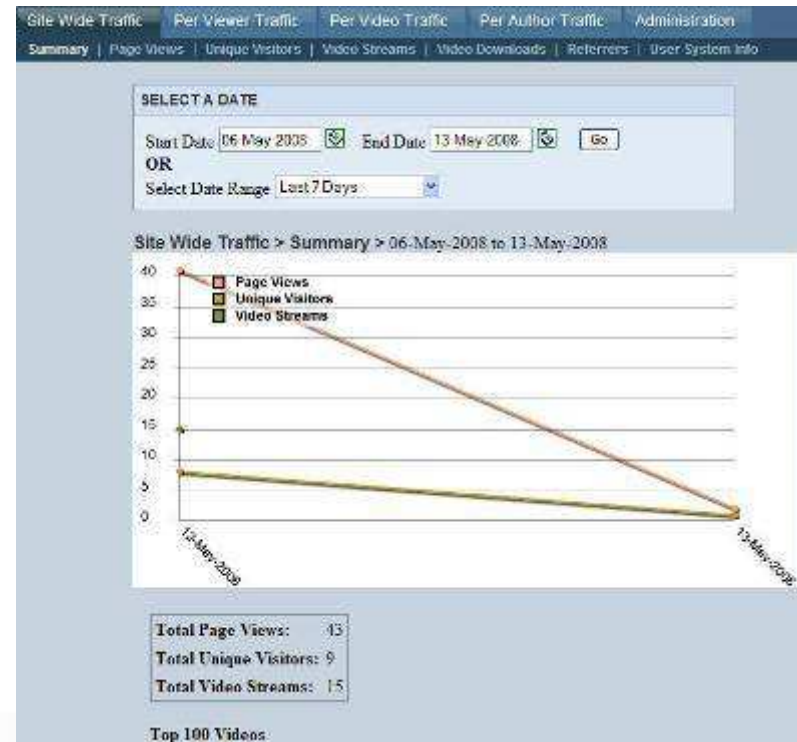 Site Wide Traffic Per Viewer Traffic Per Video Traffic Per Author Traffic Administration
Summary | Page Views | Unique Visitors | Video Streams | Video Downloads | Referrers | User System Info
SELECT A DATE
Start Date 06 May 2008 End Date 13 May 2008 Go
OR
Select Date Range Last 7 Days
Site Wide Traffic > Summary > 06-May-2008 to 13-May-2008
40
35
30
25
20
15
10
5
0
Page Views
Unique Visitors
Video Streams
12-May-2008
13-May-2008
Total Page Views: 43
Total Unique Visitors: 9
Total Video Streams: 15
Top 100 Videos